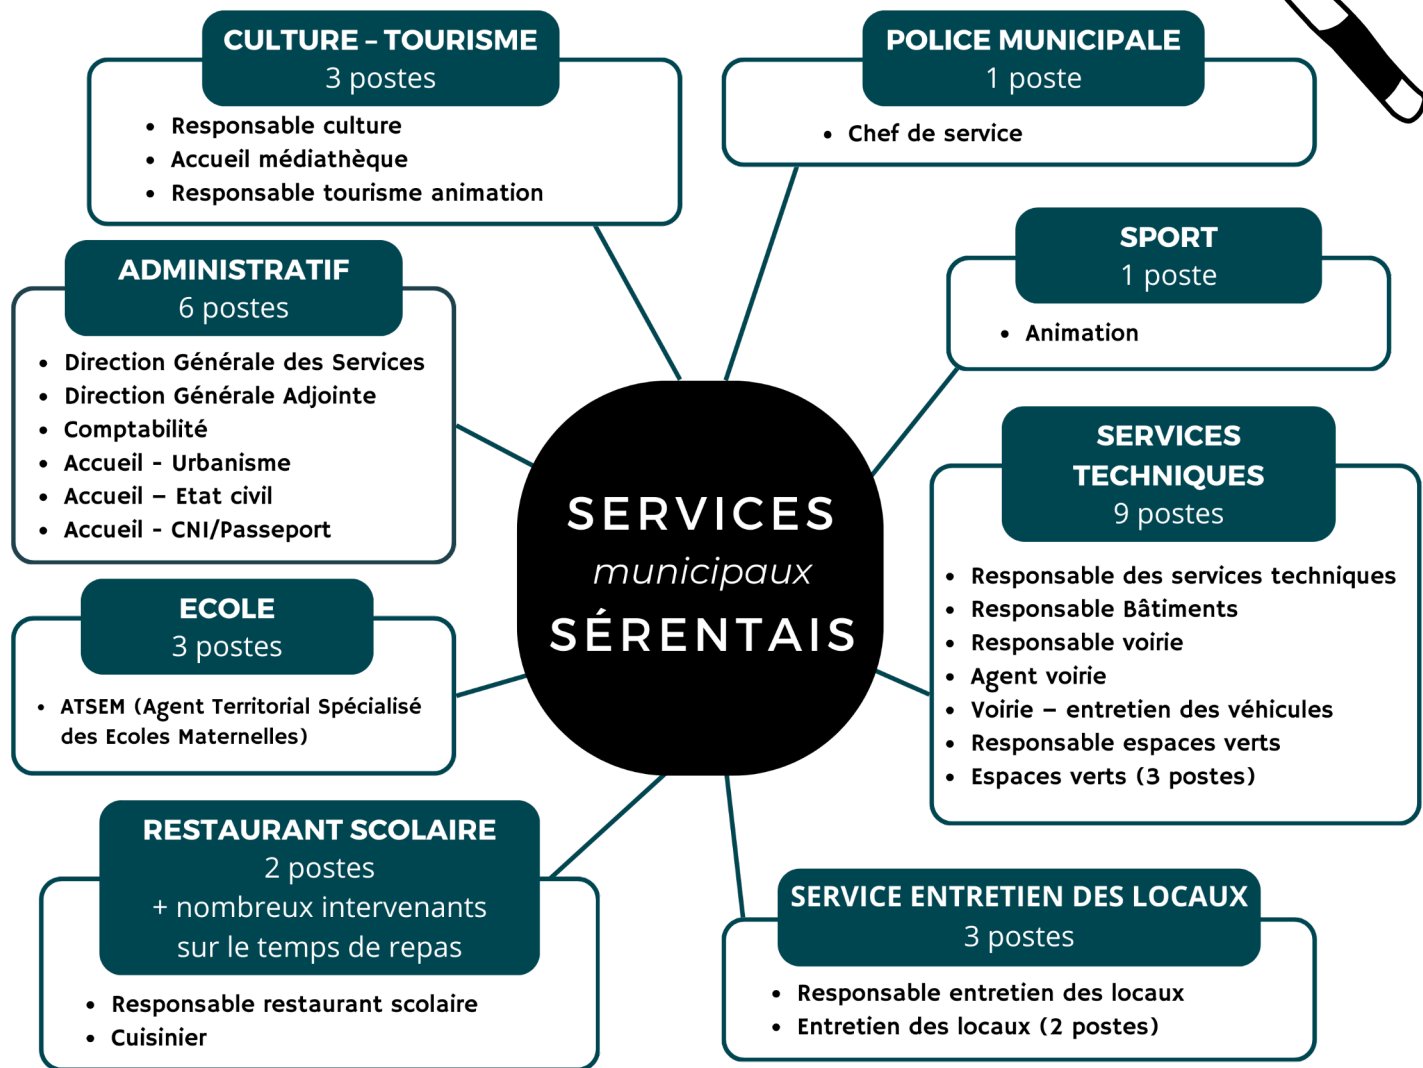 CULTURE – TOURISME
3 postes
• Responsable culture
• Accueil médiathèque
• Responsable tourisme animation
POLICE MUNICIPALE
1 poste
• Chef de service
ADMINISTRATIF
6 postes
• Direction Générale des Services
• Direction Générale Adjointe
• Comptabilité
• Accueil - Urbanisme
• Accueil – Etat civil
• Accueil - CNI/Passeport
SPORT
1 poste
• Animation
SERVICES
municipaux
SÉRENTAIS
SERVICES
TECHNIQUES
9 postes
• Responsable des services techniques
• Responsable Bâtiments
• Responsable voirie
• Agent voirie
• Voirie – entretien des véhicules
• Responsable espaces verts
• Espaces verts (3 postes)
ECOLE
3 postes
• ATSEM (Agent Territorial Spécialisé
des Ecoles Maternelles)
RESTAURANT SCOLAIRE
2 postes
+ nombreux intervenants
sur le temps de repas
• Responsable restaurant scolaire
• Cuisinier
SERVICE ENTRETIEN DES LOCAUX
3 postes
• Responsable entretien des locaux
• Entretien des locaux (2 postes)